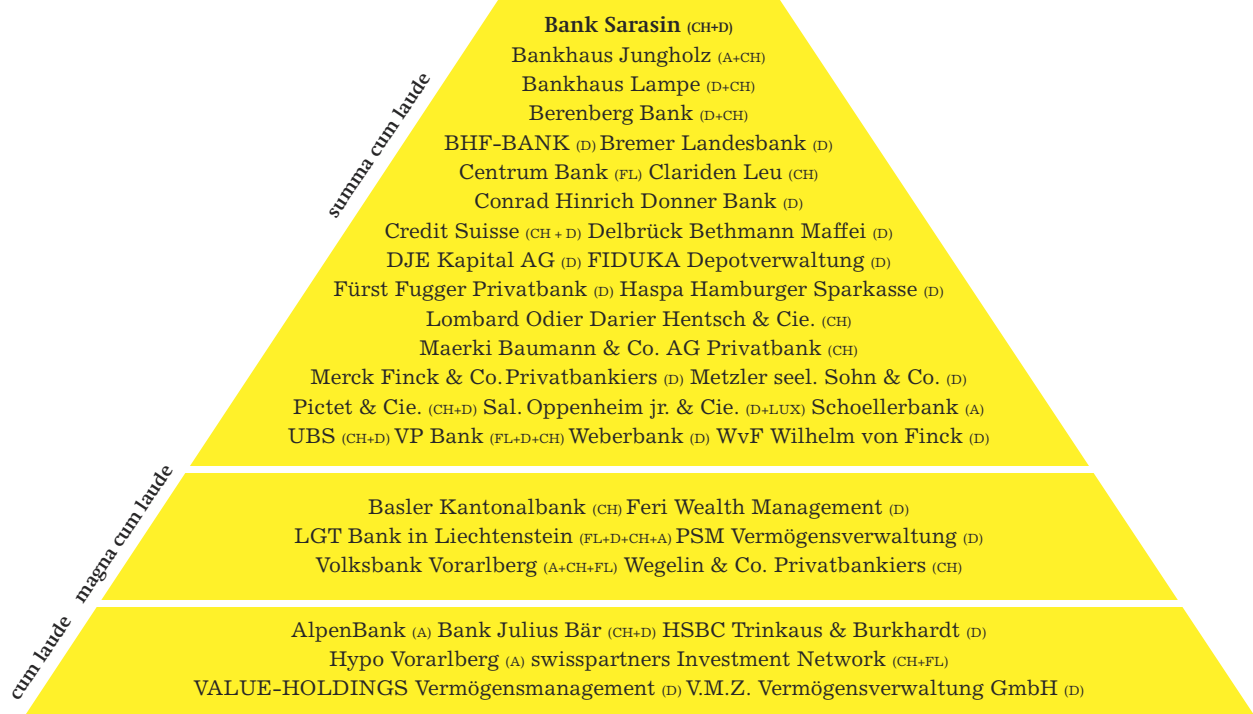 Bank Sarasin (CH+D)
Bankhaus Jungholz (A+CH)
Bankhaus Lampe (D+CH)
Berenberg Bank (D+CH)
BHF-BANK (D) Bremer Landesbank (D)
Centrum Bank (FL) Clariden Leu (CH)
Conrad Hinrich Donner Bank (D)
Credit Suisse (CH + D) Delbrück Bethmann Maffei (D)
DJE Kapital AG (D) FIDUKA Depotverwaltung (D)
Fürst Fugger Privatbank (D) Haspa Hamburger Sparkasse (D)
Lombard Odier Darier Hentsch & Cie. (CH)
Maerki Baumann & Co. AG Privatbank (CH)
Merck Finck & Co. Privatbankiers (D) Metzler seel. Sohn & Co. (D)
Pictet & Cie. (CH+D) Sal. Oppenheim jr. & Cie. (D+LUX) Schoellerbank (A)
UBS (CH+D) VP Bank (FL+D+CH) Weberbank (D) WvF Wilhelm von Finck (D)
summa cum laude
Basler Kantonalbank (CH) Feri Wealth Management (D)
LGT Bank in Liechtenstein (FL+D+CH+A) PSM Vermögensverwaltung (D)
Volksbank Vorarlberg (A+CH+FL) Wegelin & Co. Privatbankiers (CH)
magna cum laude
AlpenBank (A) Bank Julius Bär (CH+D) HSBC Trinkaus & Burkhardt (D)
Hypo Vorarlberg (A) swisspartners Investment Network (CH+FL)
VALUE-HOLDINGS Vermögensmanagement (D) V.M.Z. Vermögensverwaltung GmbH (D)
cum laude